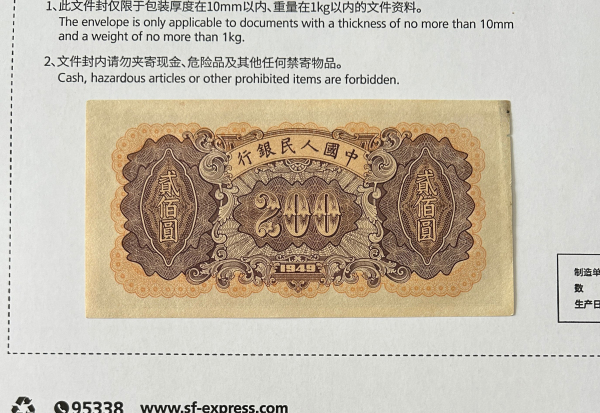 1、此文件封仅限于包装厚度在10mm以内、重量在1kg以内的文件资料。
The envelope is only applicable to documents with a thickness of no more than 10mm
and a weight of no more than 1kg.
2、文件封内请勿夹寄现金、危险品及其他任何禁寄物品。
Cash, hazardous articles or other prohibited items are forbidden.
行銀民人國中
貳佰圓
200
貳佰圓
1949
制造单
数
生产日
95338 www.sf-express.com